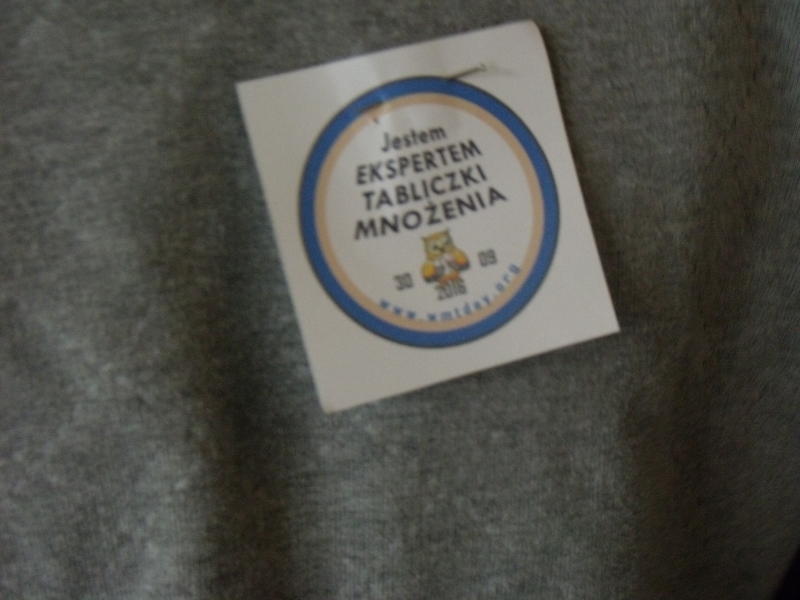 Jestem
EKSPERTEM
TABLICZKI
MNOŻENIA
30 09
2016
www.wmtday.org